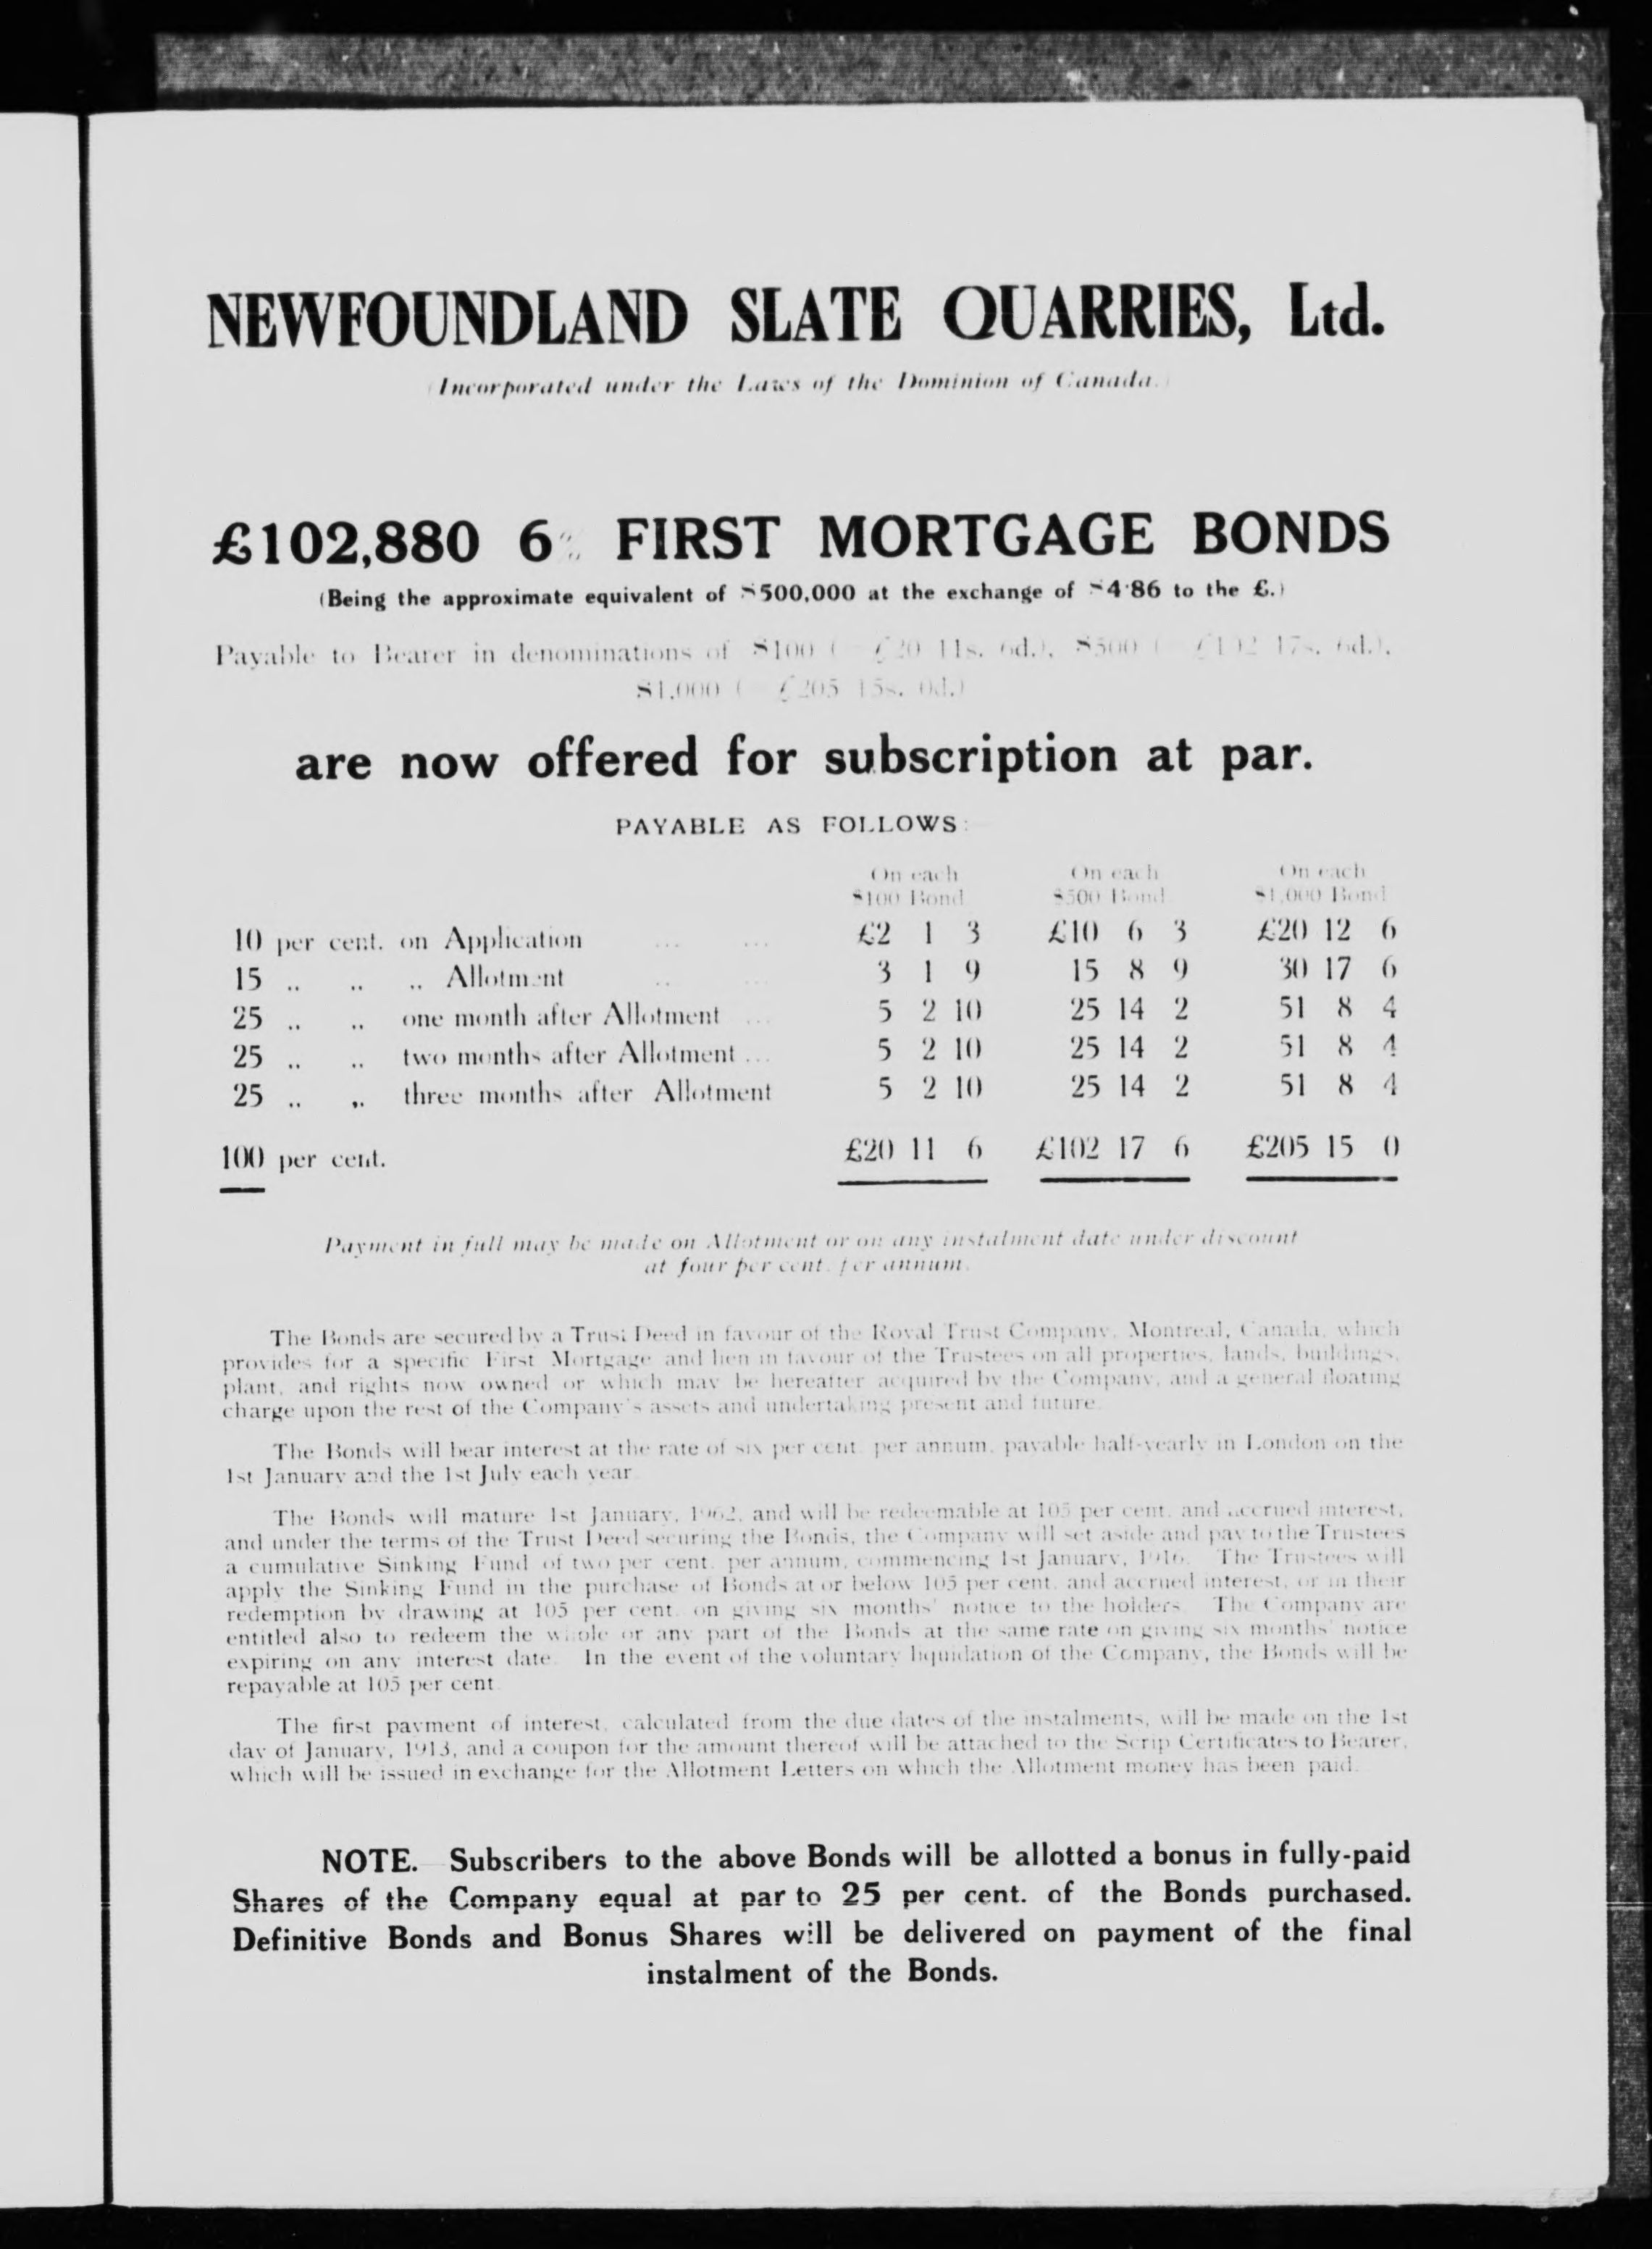 NEWFOUNDLAND SLATE QUARRIES, Ltd.
(Incorporated under the Laws of the Dominion of Canada.)
£102,880 6% FIRST MORTGAGE BONDS
(Being the approximate equivalent of $500,000 at the exchange of $4·86 to the £.)
Payable to Bearer in denominations of $100 (= £20 11s. 6d.), $500 (= £102 17s. 6d.),
$1,000 (= £205 15s. 0d.)
are now offered for subscription at par.
PAYABLE AS FOLLOWS:
On each On each On each
$100 Bond $500 Bond $1,000 Bond
10 per cent. on Application ... ... £2 1 3 £10 6 3 £20 12 6
15 ,, ,, ,, Allotment ... ... 3 1 9 15 8 9 30 17 6
25 ,, ,, one month after Allotment ... 5 2 10 25 14 2 51 8 4
25 ,, ,, two months after Allotment ... 5 2 10 25 14 2 51 8 4
25 ,, ,, three months after Allotment 5 2 10 25 14 2 51 8 4
100 per cent. £20 11 6 £102 17 6 £205 15 0
Payment in full may be made on Allotment or on any instalment date under discount
at four per cent. per annum.
The Bonds are secured by a Trust Deed in favour of the Royal Trust Company, Montreal, Canada, which
provides for a specific First Mortgage and lien in favour of the Trustees on all properties, lands, buildings,
plant, and rights now owned or which may be hereafter acquired by the Company, and a general floating
charge upon the rest of the Company's assets and undertaking present and future.
The Bonds will bear interest at the rate of six per cent. per annum, payable half-yearly in London on the
1st January and the 1st July each year.
The Bonds will mature 1st January, 1962, and will be redeemable at 105 per cent. and accrued interest,
and under the terms of the Trust Deed securing the Bonds, the Company will set aside and pay to the Trustees
a cumulative Sinking Fund of two per cent. per annum, commencing 1st January, 1916. The Trustees will
apply the Sinking Fund in the purchase of Bonds at or below 105 per cent. and accrued interest, or in their
redemption by drawing at 105 per cent. on giving six months' notice to the holders. The Company are
entitled also to redeem the whole or any part of the Bonds at the same rate on giving six months' notice
expiring on any interest date. In the event of the voluntary liquidation of the Company, the Bonds will be
repayable at 105 per cent.
The first payment of interest, calculated from the due dates of the instalments, will be made on the 1st
day of January, 1913, and a coupon for the amount thereof will be attached to the Scrip Certificates to Bearer,
which will be issued in exchange for the Allotment Letters on which the Allotment money has been paid.
NOTE. Subscribers to the above Bonds will be allotted a bonus in fully-paid
Shares of the Company equal at par to 25 per cent. of the Bonds purchased.
Definitive Bonds and Bonus Shares will be delivered on payment of the final
instalment of the Bonds.